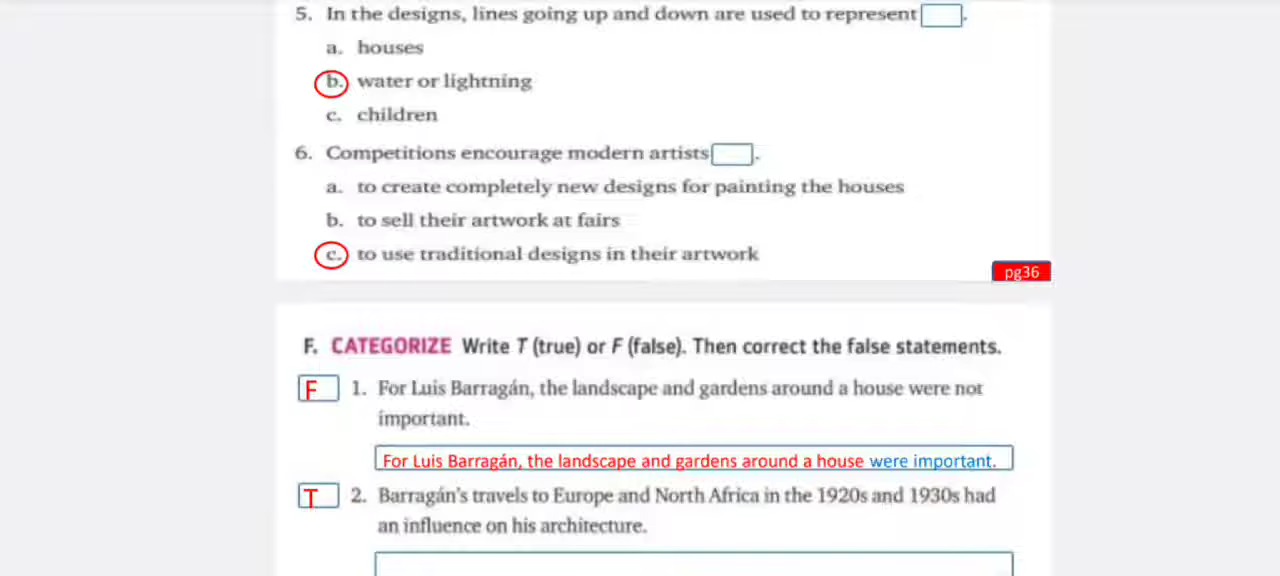 5. In the designs, lines going up and down are used to represent .
a. houses
b. water or lightning
c. children
6. Competitions encourage modern artists .
a. to create completely new designs for painting the houses
b. to sell their artwork at fairs
c. to use traditional designs in their artwork
pg36
F. CATEGORIZE Write T (true) or F (false). Then correct the false statements.
F 1. For Luis Barragán, the landscape and gardens around a house were not
important.
For Luis Barragán, the landscape and gardens around a house were important.
T 2. Barragán's travels to Europe and North Africa in the 1920s and 1930s had
an influence on his architecture.